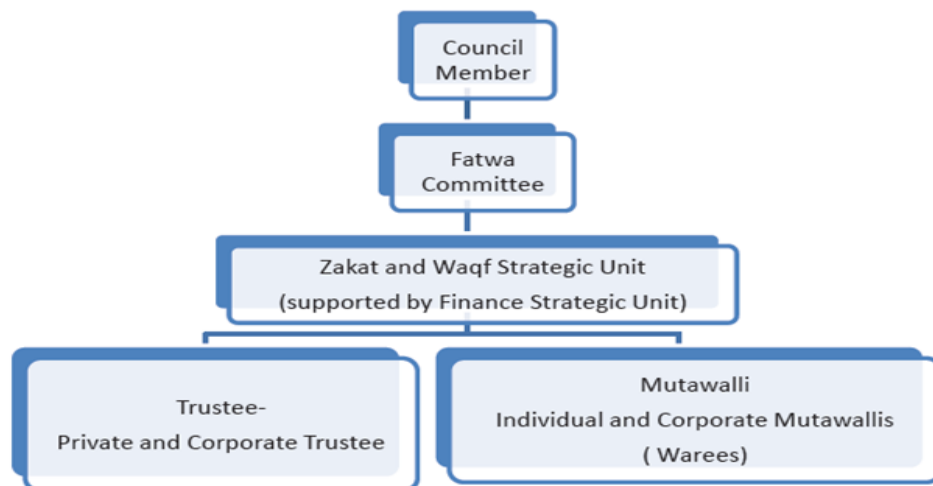 Council
Member
Fatwa
Committee
Zakat and Waqf Strategic Unit
(supported by Finance Strategic Unit)
Trustee-
Private and Corporate Trustee
Mutawalli
Individual and Corporate Mutawallis
( Warees)